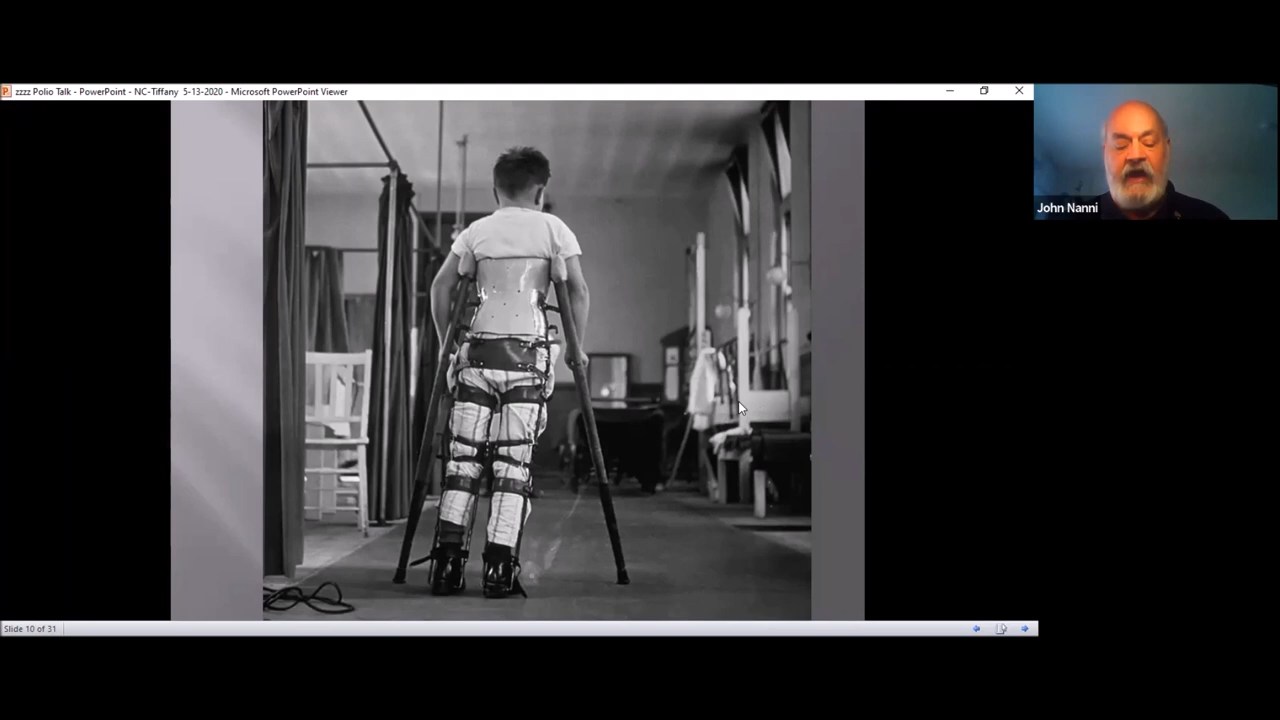 zzzz Polio Talk - PowerPoint - NC-Tiffany 5-13-2020 - Microsoft PowerPoint Viewer
John Nanni
Slide 10 of 31